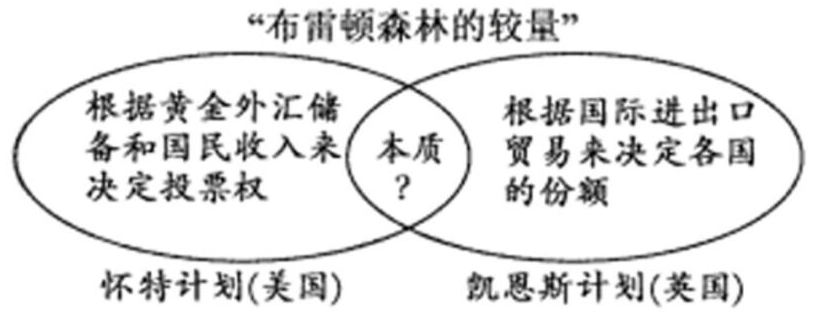 “布雷顿森林的较量”
根据黄金外汇储
备和国民收入来
决定投票权
本质
?
根据国际进出口
贸易来决定各国
的份额
怀特计划(美国)
凯恩斯计划(英国)